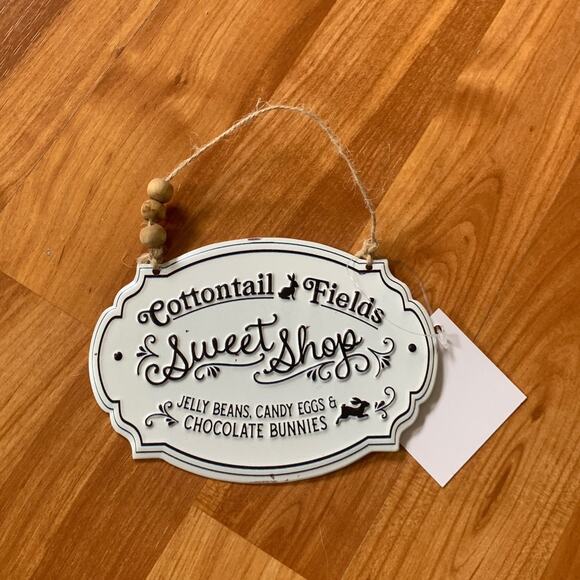 Cottontail Fields
Sweet Shop
JELLY BEANS, CANDY EGGS &
CHOCOLATE BUNNIES